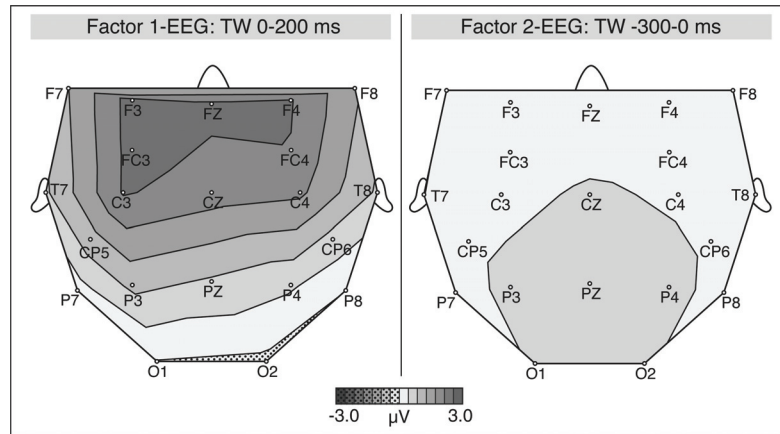 Factor 1-EEG: TW 0-200 ms
F7 F8
F3 FZ F4
FC3 FC4
T7 C3 CZ C4 T8
CP5 CP6
P7 P3 PZ P4 P8
O1 O2
Factor 2-EEG: TW -300-0 ms
F7 F8
F3 FZ F4
FC3 FC4
T7 C3 CZ C4 T8
CP5 CP6
P7 P3 PZ P4 P8
O1 O2
-3.0 µV 3.0